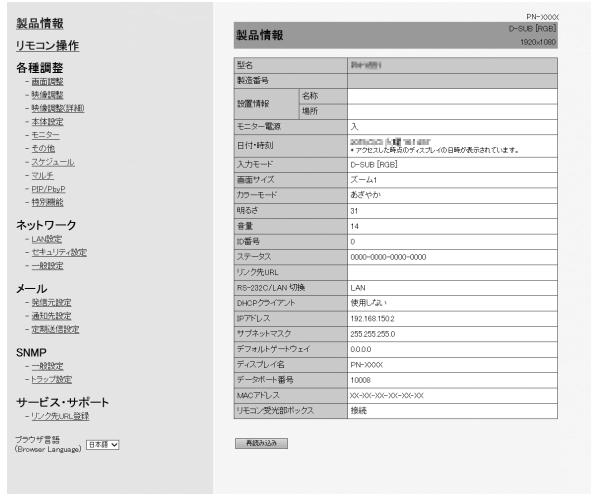 製品情報
リモコン操作
各種調整
- 画面調整
- 映像調整
- 映像調整(詳細)
- 本体設定
- モニター
- その他
- スケジュール
- マルチ
- PIP/PbyP
- 特別機能
ネットワーク
- LAN設定
- セキュリティ設定
- 一般設定
メール
- 発信元設定
- 通知先設定
- 定期送信設定
SNMP
- 一般設定
- トラップ設定
サービス・サポート
- リンク先URL登録
ブラウザ言語
(Browser Language) 日本語
PN-XXXX
製品情報 D-SUB [RGB]
1920x1080
型名
製造番号
設置情報 名称
場所
モニター電源 入
日付・時刻
* アクセスした時点のディスプレイの日時が表示されています。
入力モード D-SUB [RGB]
画面サイズ ズーム1
カラーモード あざやか
明るさ 31
音量 14
ID番号 0
ステータス 0000-0000-0000-0000
リンク先URL
RS-232C/LAN 切換 LAN
DHCPクライアント 使用しない
IPアドレス 192.168.150.2
サブネットマスク 255.255.255.0
デフォルトゲートウェイ 0.0.0.0
ディスプレイ名 PN-XXXX
データポート番号 10008
MACアドレス XX-XX-XX-XX-XX-XX
リモコン受光部ボックス 接続
再読み込み